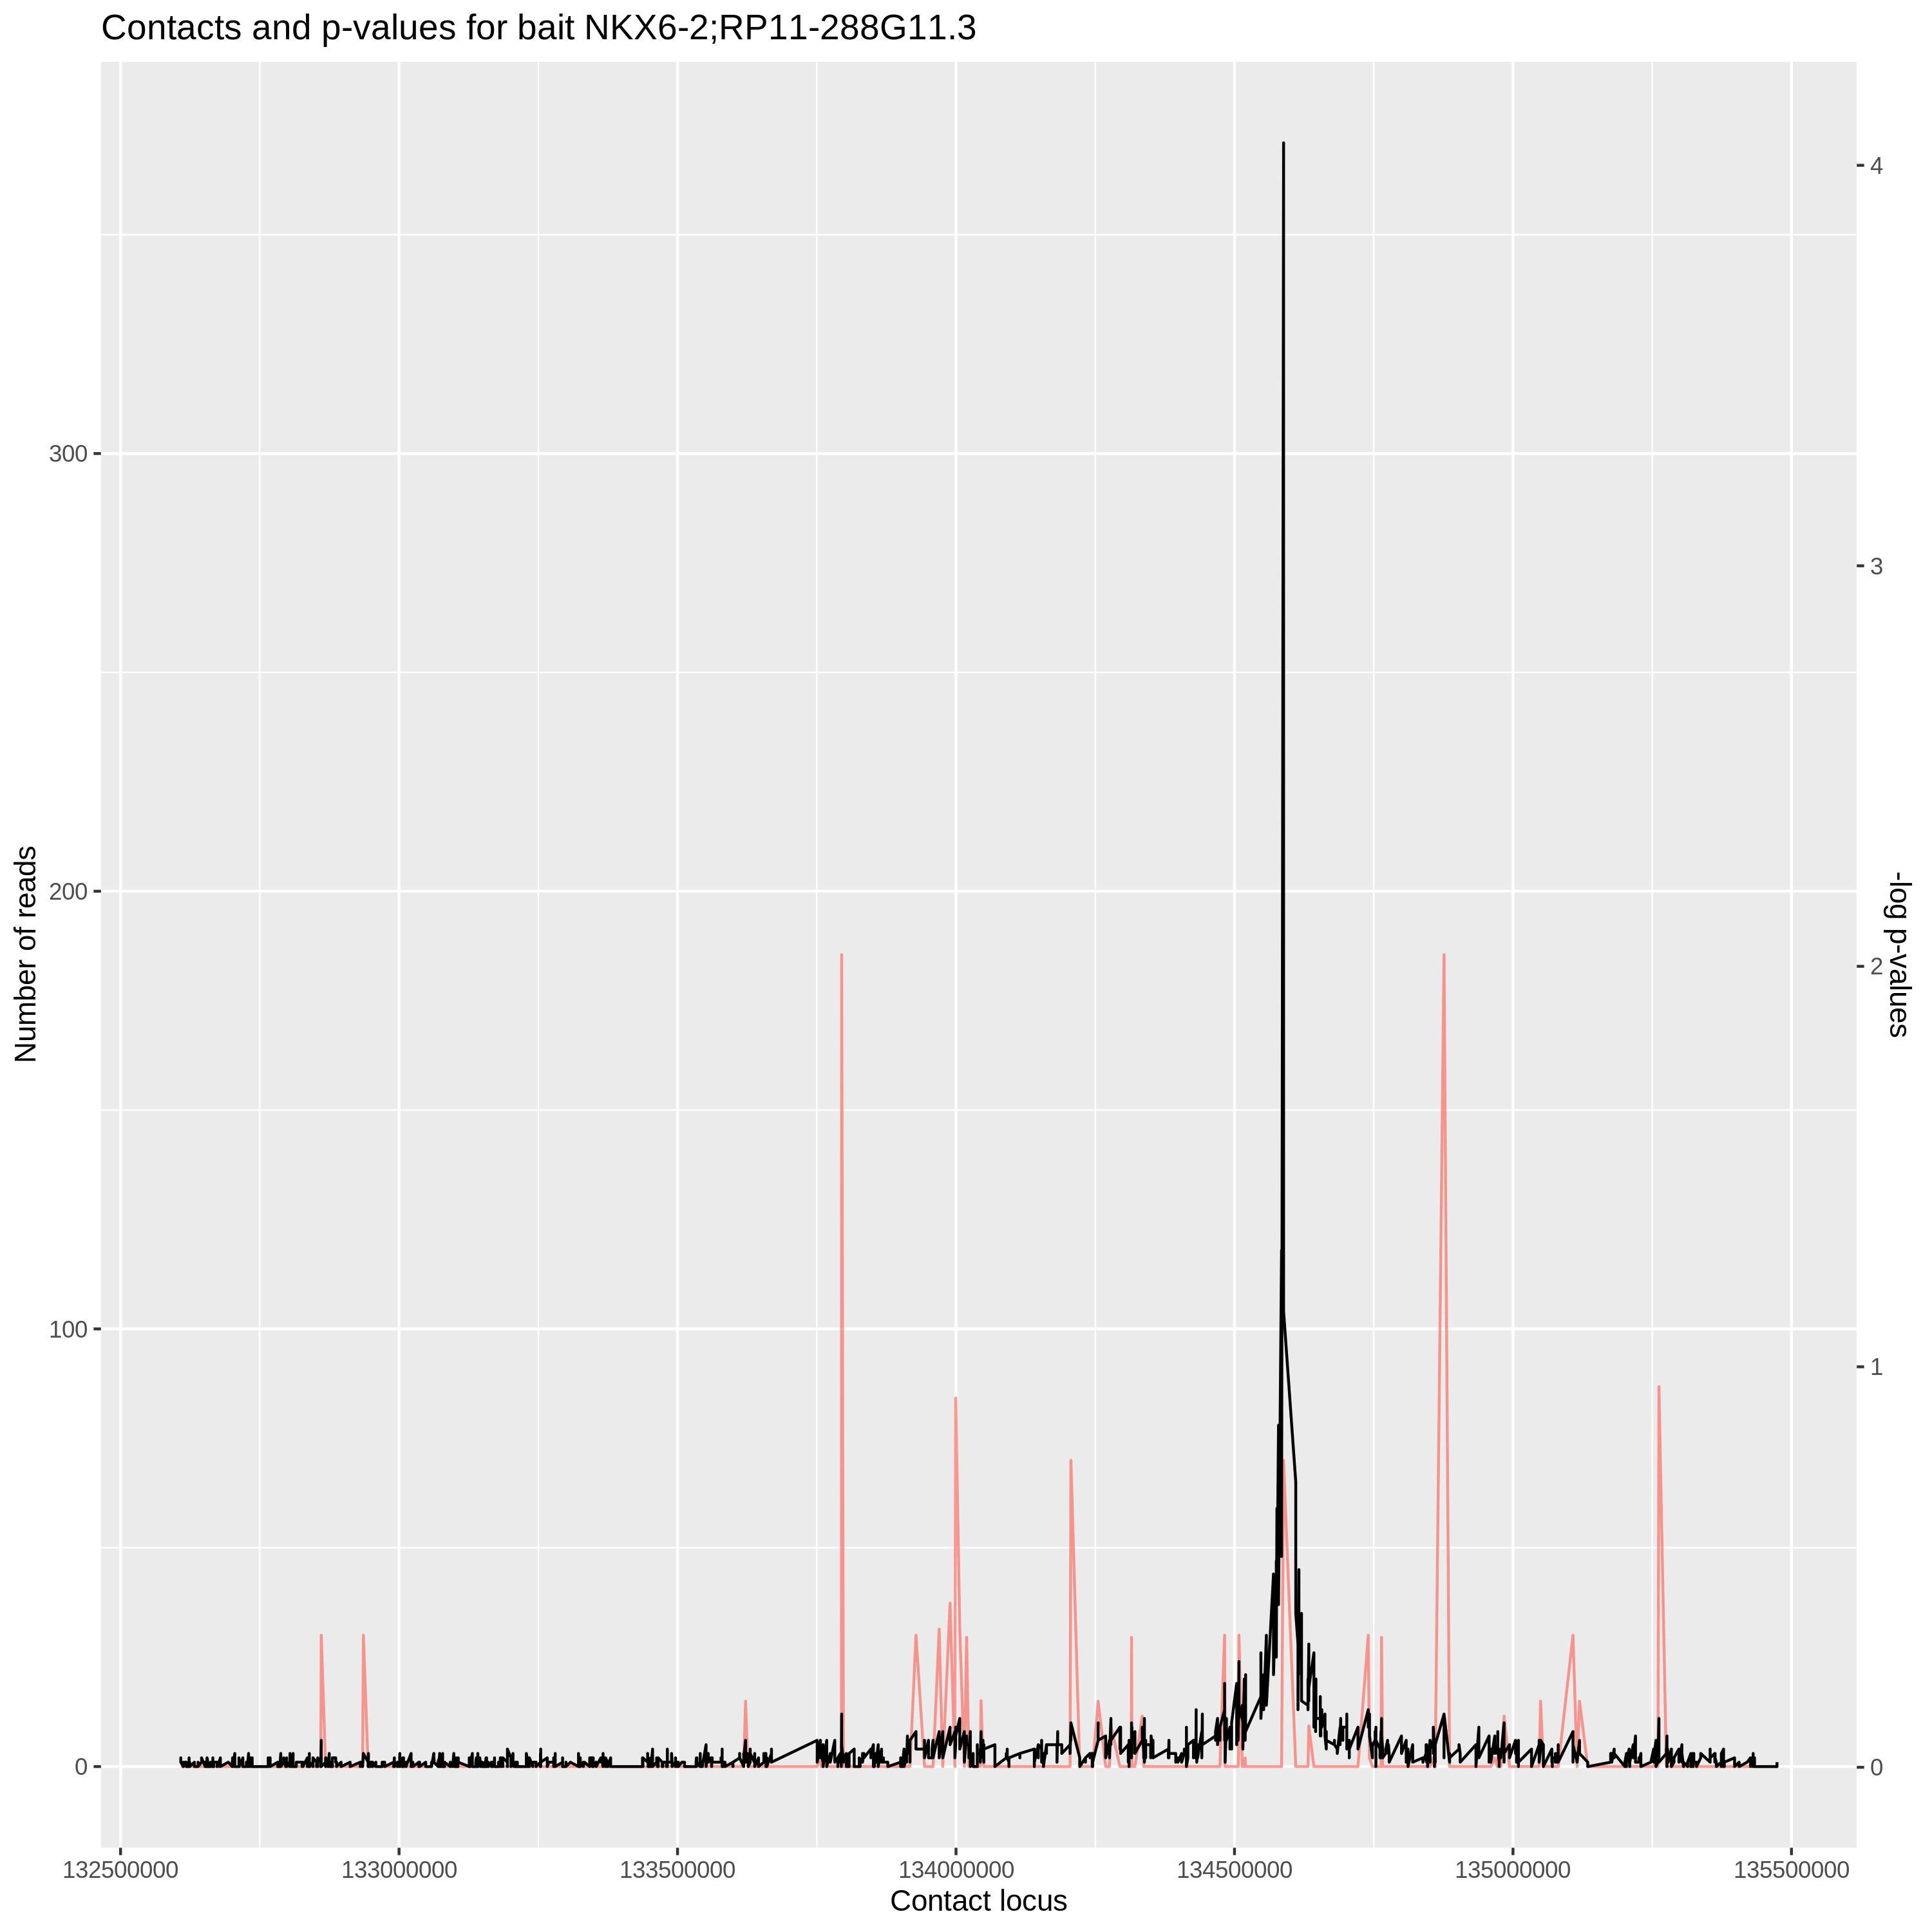 Contacts and p-values for bait NKX6-2;RP11-288G11.3
Number of reads
300
200
100
0
4
3
2
1
0
-log p-values
132500000 133000000 133500000 134000000 134500000 135000000 135500000
Contact locus